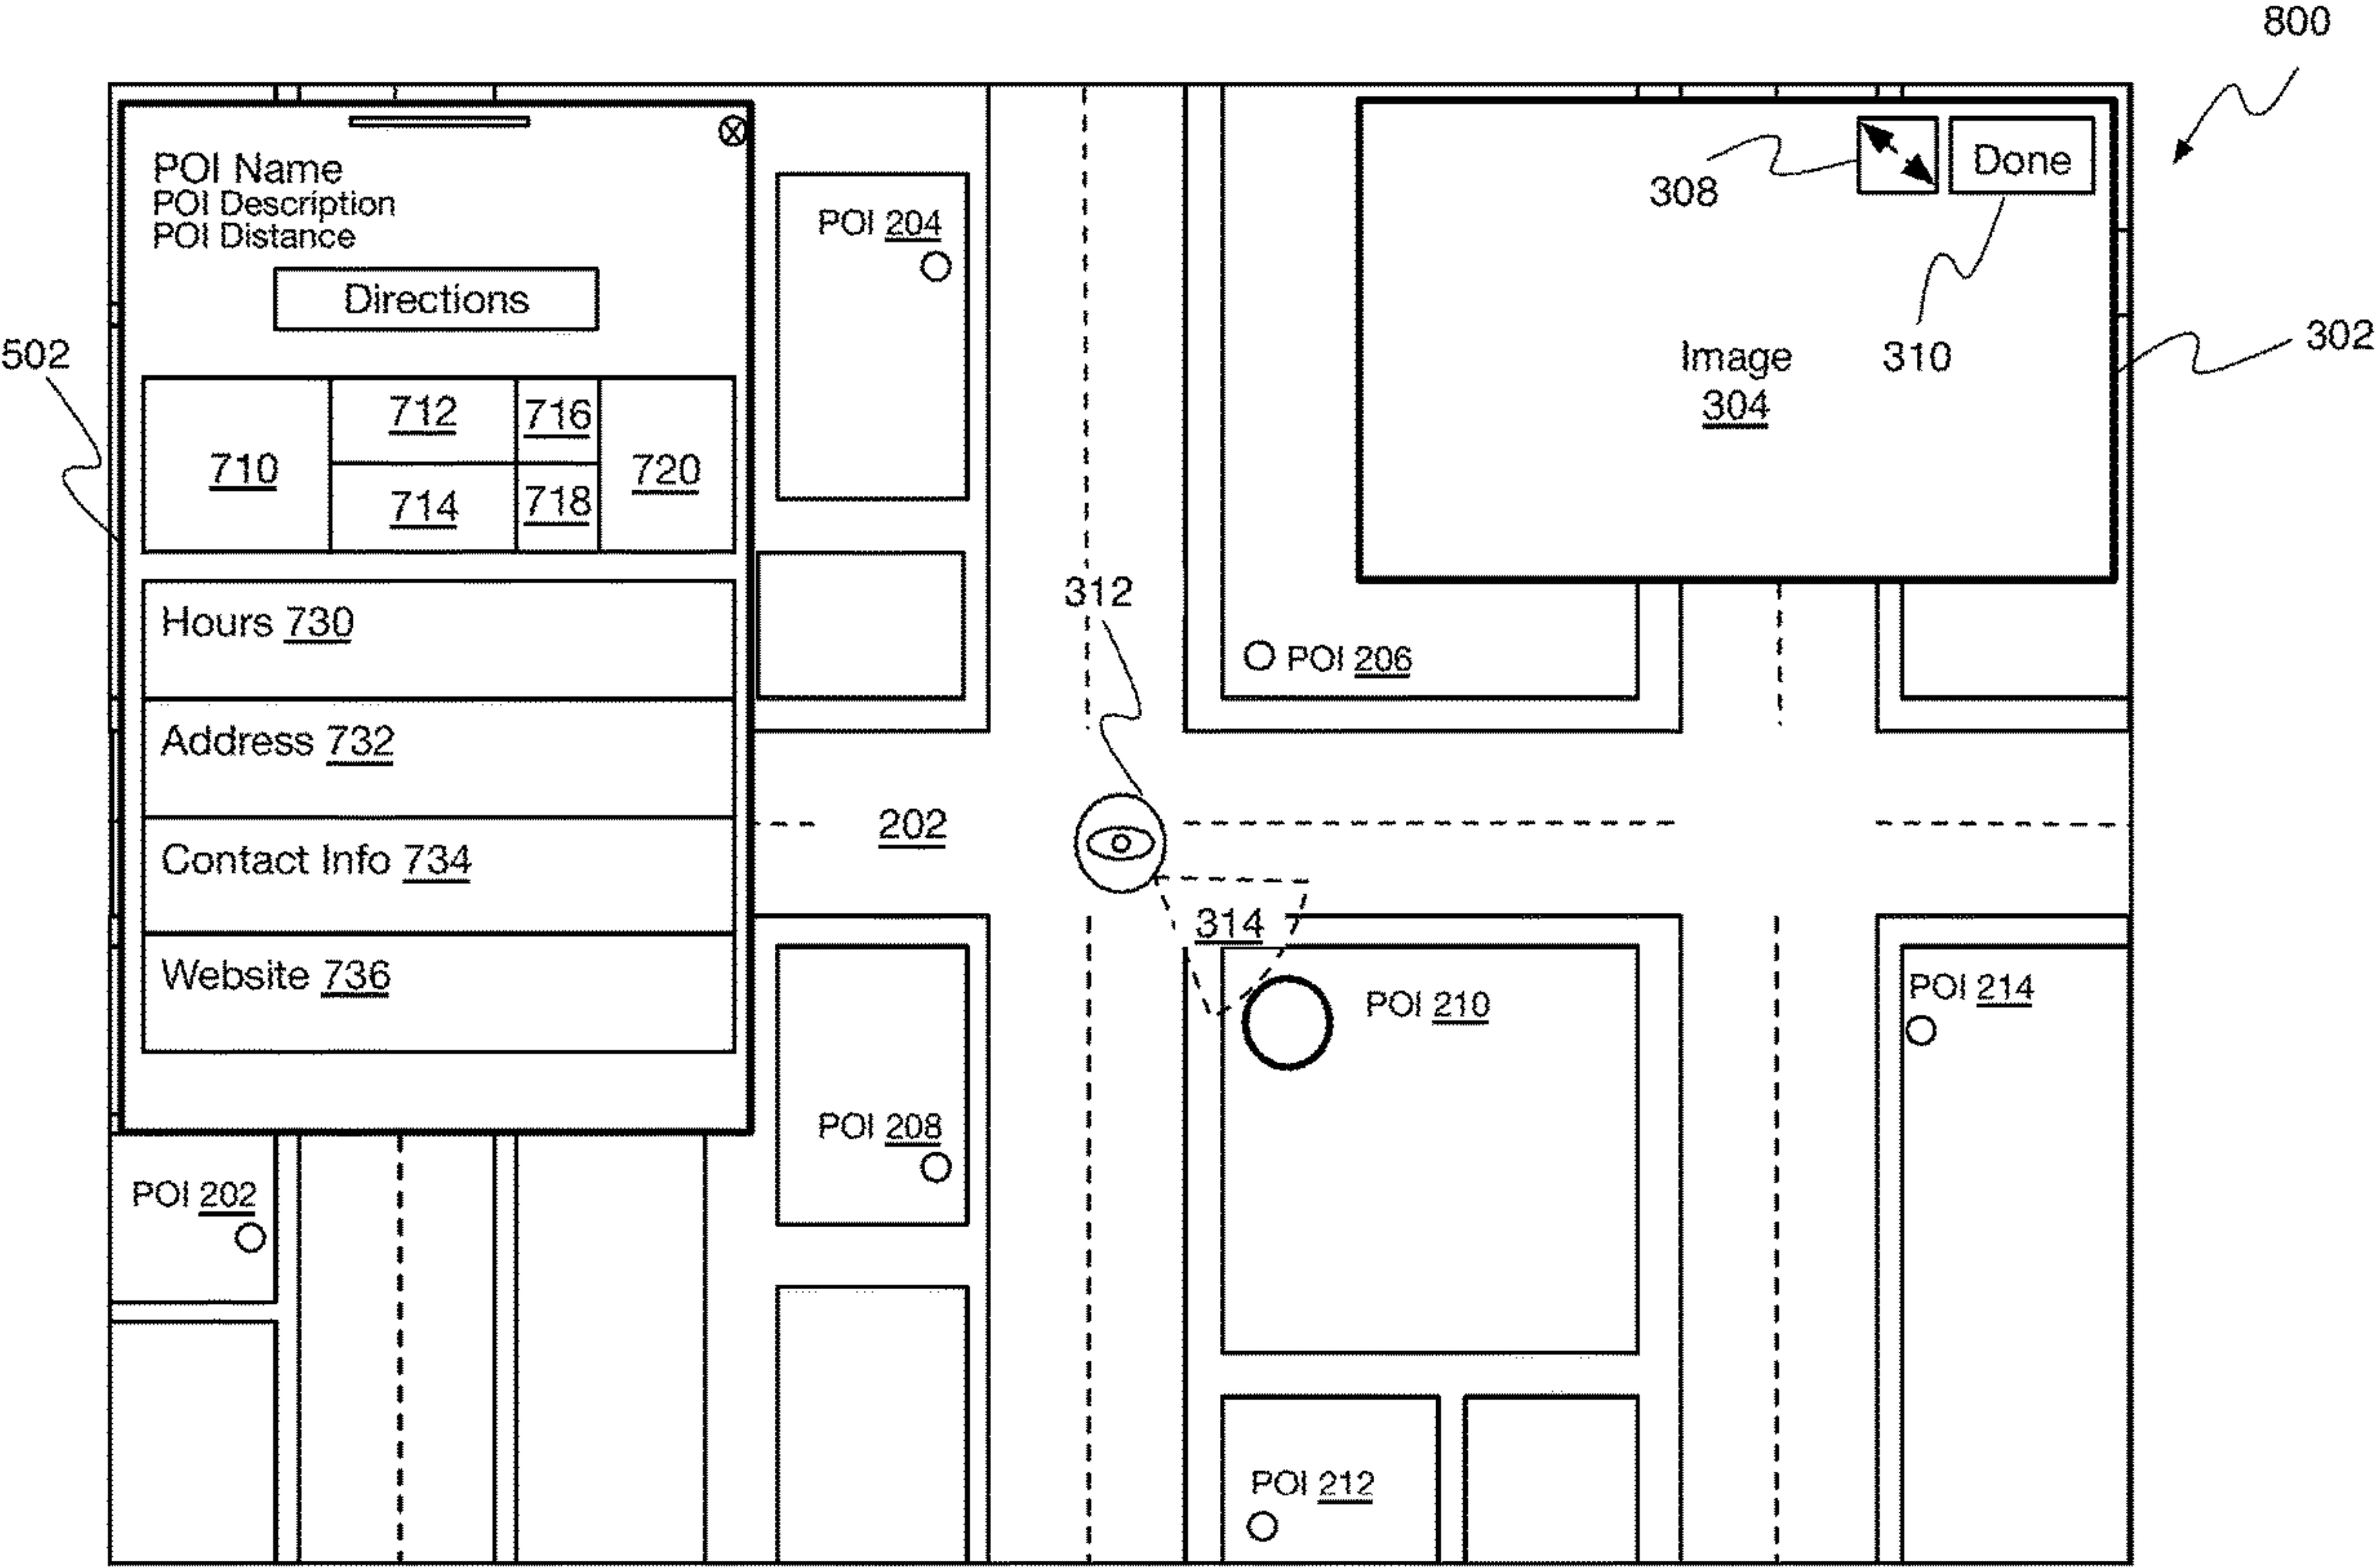 800
POI Name
POI Description
POI Distance
Directions
502
710
712
714
716
718
720
Hours 730
Address 732
Contact Info 734
Website 736
POI 204
308
Done
310
302
Image
304
312
POI 206
202
314
POI 210
POI 214
POI 208
POI 202
POI 212